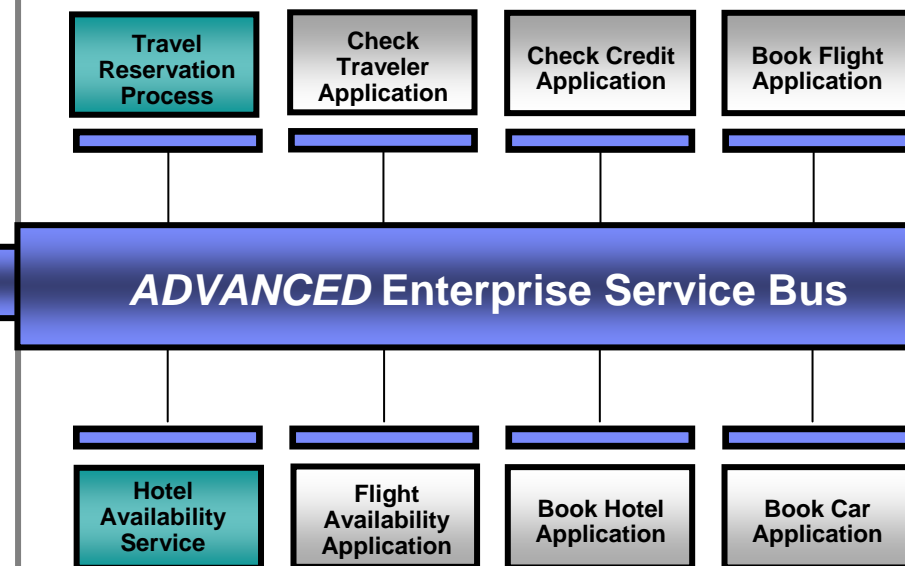 Travel
Reservation
Process
Check
Traveler
Application
Check Credit
Application
Book Flight
Application
ADVANCED Enterprise Service Bus
Hotel
Availability
Service
Flight
Availability
Application
Book Hotel
Application
Book Car
Application